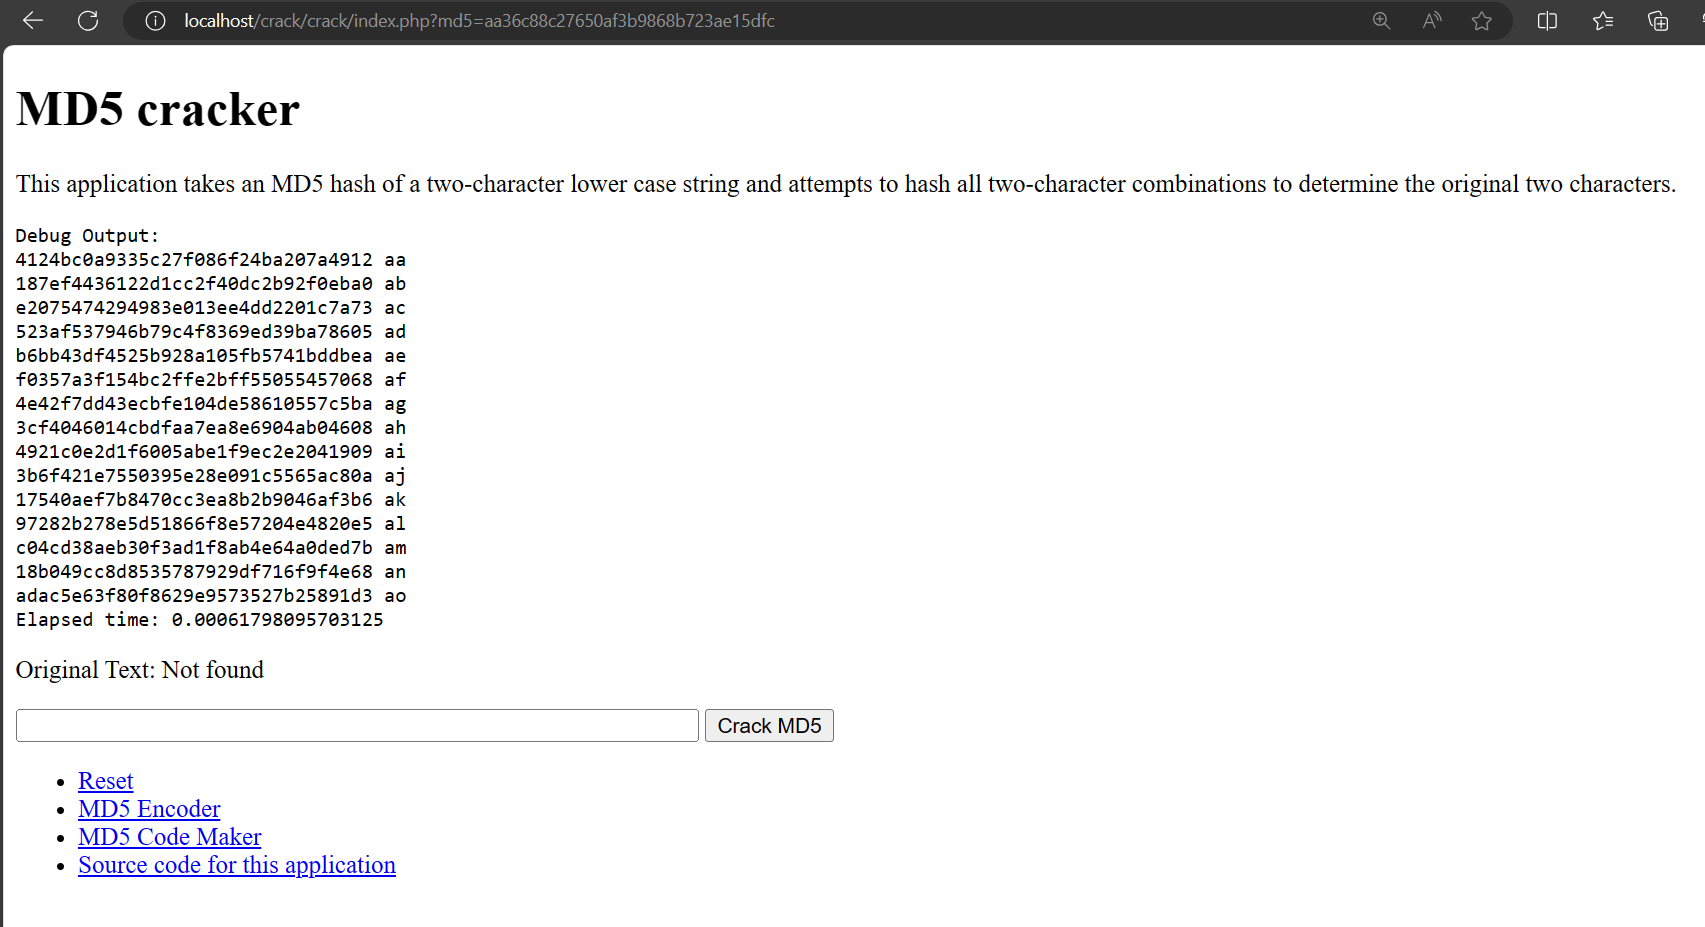 localhost/crack/crack/index.php?md5=aa36c88c27650af3b9868b723ae15dfc
MD5 cracker
This application takes an MD5 hash of a two-character lower case string and attempts to hash all two-character combinations to determine the original two characters.
Debug Output:
4124bc0a9335c27f086f24ba207a4912 aa
187ef4436122d1cc2f40dc2b92f0eba0 ab
e2075474294983e013ee4dd2201c7a73 ac
523af537946b79c4f8369ed39ba78605 ad
b6bb43df4525b928a105fb5741bddbea ae
f0357a3f154bc2ffe2bff55055457068 af
4e42f7dd43ecbfe104de58610557c5ba ag
3cf4046014cbdfaa7ea8e6904ab04608 ah
4921c0e2d1f6005abe1f9ec2e2041909 ai
3b6f421e7550395e28e091c5565ac80a aj
17540aef7b8470cc3ea8b2b9046af3b6 ak
97282b278e5d51866f8e57204e4820e5 al
c04cd38aeb30f3ad1f8ab4e64a0ded7b am
18b049cc8d8535787929df716f9f4e68 an
adac5e63f80f8629e9573527b25891d3 ao
Elapsed time: 0.00061798095703125
Original Text: Not found
Crack MD5
Reset
MD5 Encoder
MD5 Code Maker
Source code for this application